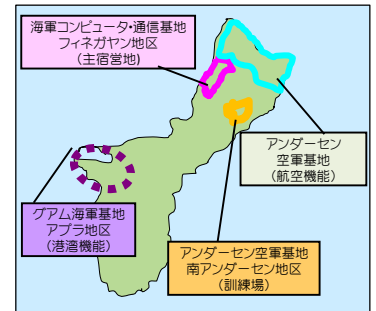 海軍コンピュータ・通信基地
フィネガヤン地区
(主宿営地)
アンダーセン
空軍基地
(航空機能)
グアム海軍基地
アプラ地区
(港湾機能)
アンダーセン空軍基地
南アンダーセン地区
(訓練場)